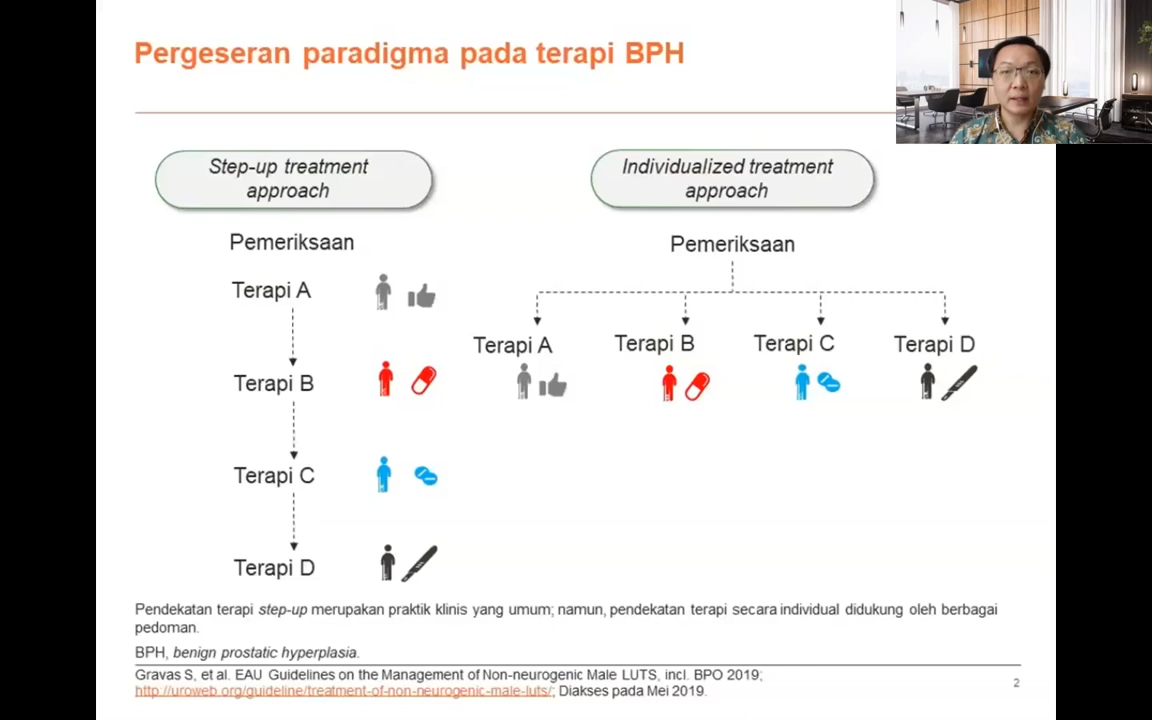 Pergeseran paradigma pada terapi BPH
Step-up treatment
approach
Pemeriksaan
Terapi A
Terapi B
Terapi C
Terapi D
Individualized treatment
approach
Pemeriksaan
Terapi A
Terapi B
Terapi C
Terapi D
Pendekatan terapi step-up merupakan praktik klinis yang umum; namun, pendekatan terapi secara individual didukung oleh berbagai
pedoman.
BPH, benign prostatic hyperplasia.
Gravas S, et al. EAU Guidelines on the Management of Non-neurogenic Male LUTS, incl. BPO 2019;
http://uroweb.org/guideline/treatment-of-non-neurogenic-male-luts/; Diakses pada Mei 2019.
2